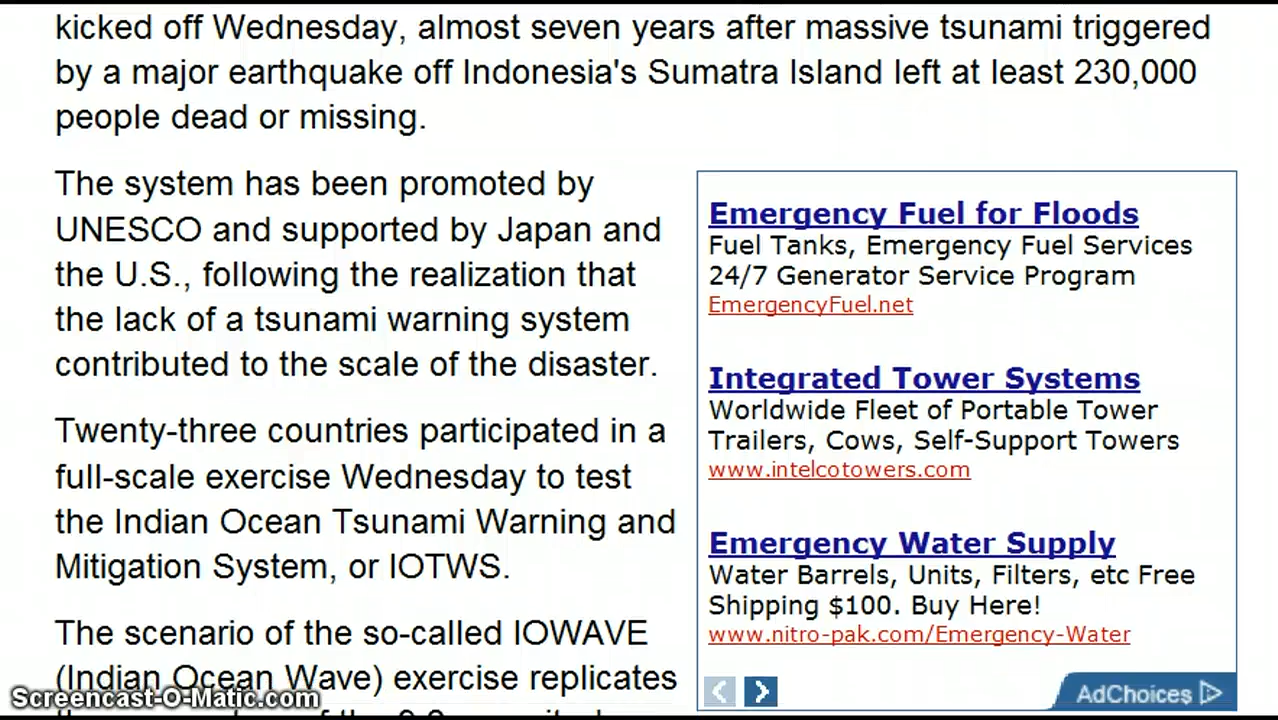 kicked off Wednesday, almost seven years after massive tsunami triggered
by a major earthquake off Indonesia's Sumatra Island left at least 230,000
people dead or missing.
The system has been promoted by
UNESCO and supported by Japan and
the U.S., following the realization that
the lack of a tsunami warning system
contributed to the scale of the disaster.
Twenty-three countries participated in a
full-scale exercise Wednesday to test
the Indian Ocean Tsunami Warning and
Mitigation System, or IOTWS.
The scenario of the so-called IOWAVE
(Indian Ocean Wave) exercise replicates
Emergency Fuel for Floods
Fuel Tanks, Emergency Fuel Services
24/7 Generator Service Program
EmergencyFuel.net
Integrated Tower Systems
Worldwide Fleet of Portable Tower
Trailers, Cows, Self-Support Towers
www.intelcotowers.com
Emergency Water Supply
Water Barrels, Units, Filters, etc Free
Shipping $100. Buy Here!
www.nitro-pak.com/Emergency-Water
AdChoices
Screencast-O-Matic.com